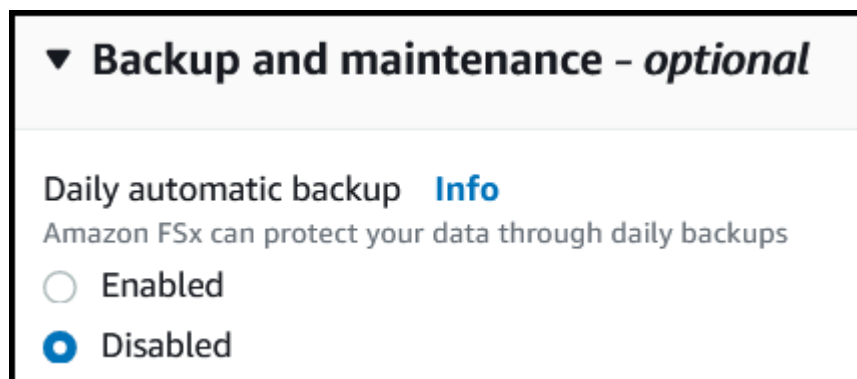 Backup and maintenance - optional
Daily automatic backup Info
Amazon FSx can protect your data through daily backups
Enabled
Disabled